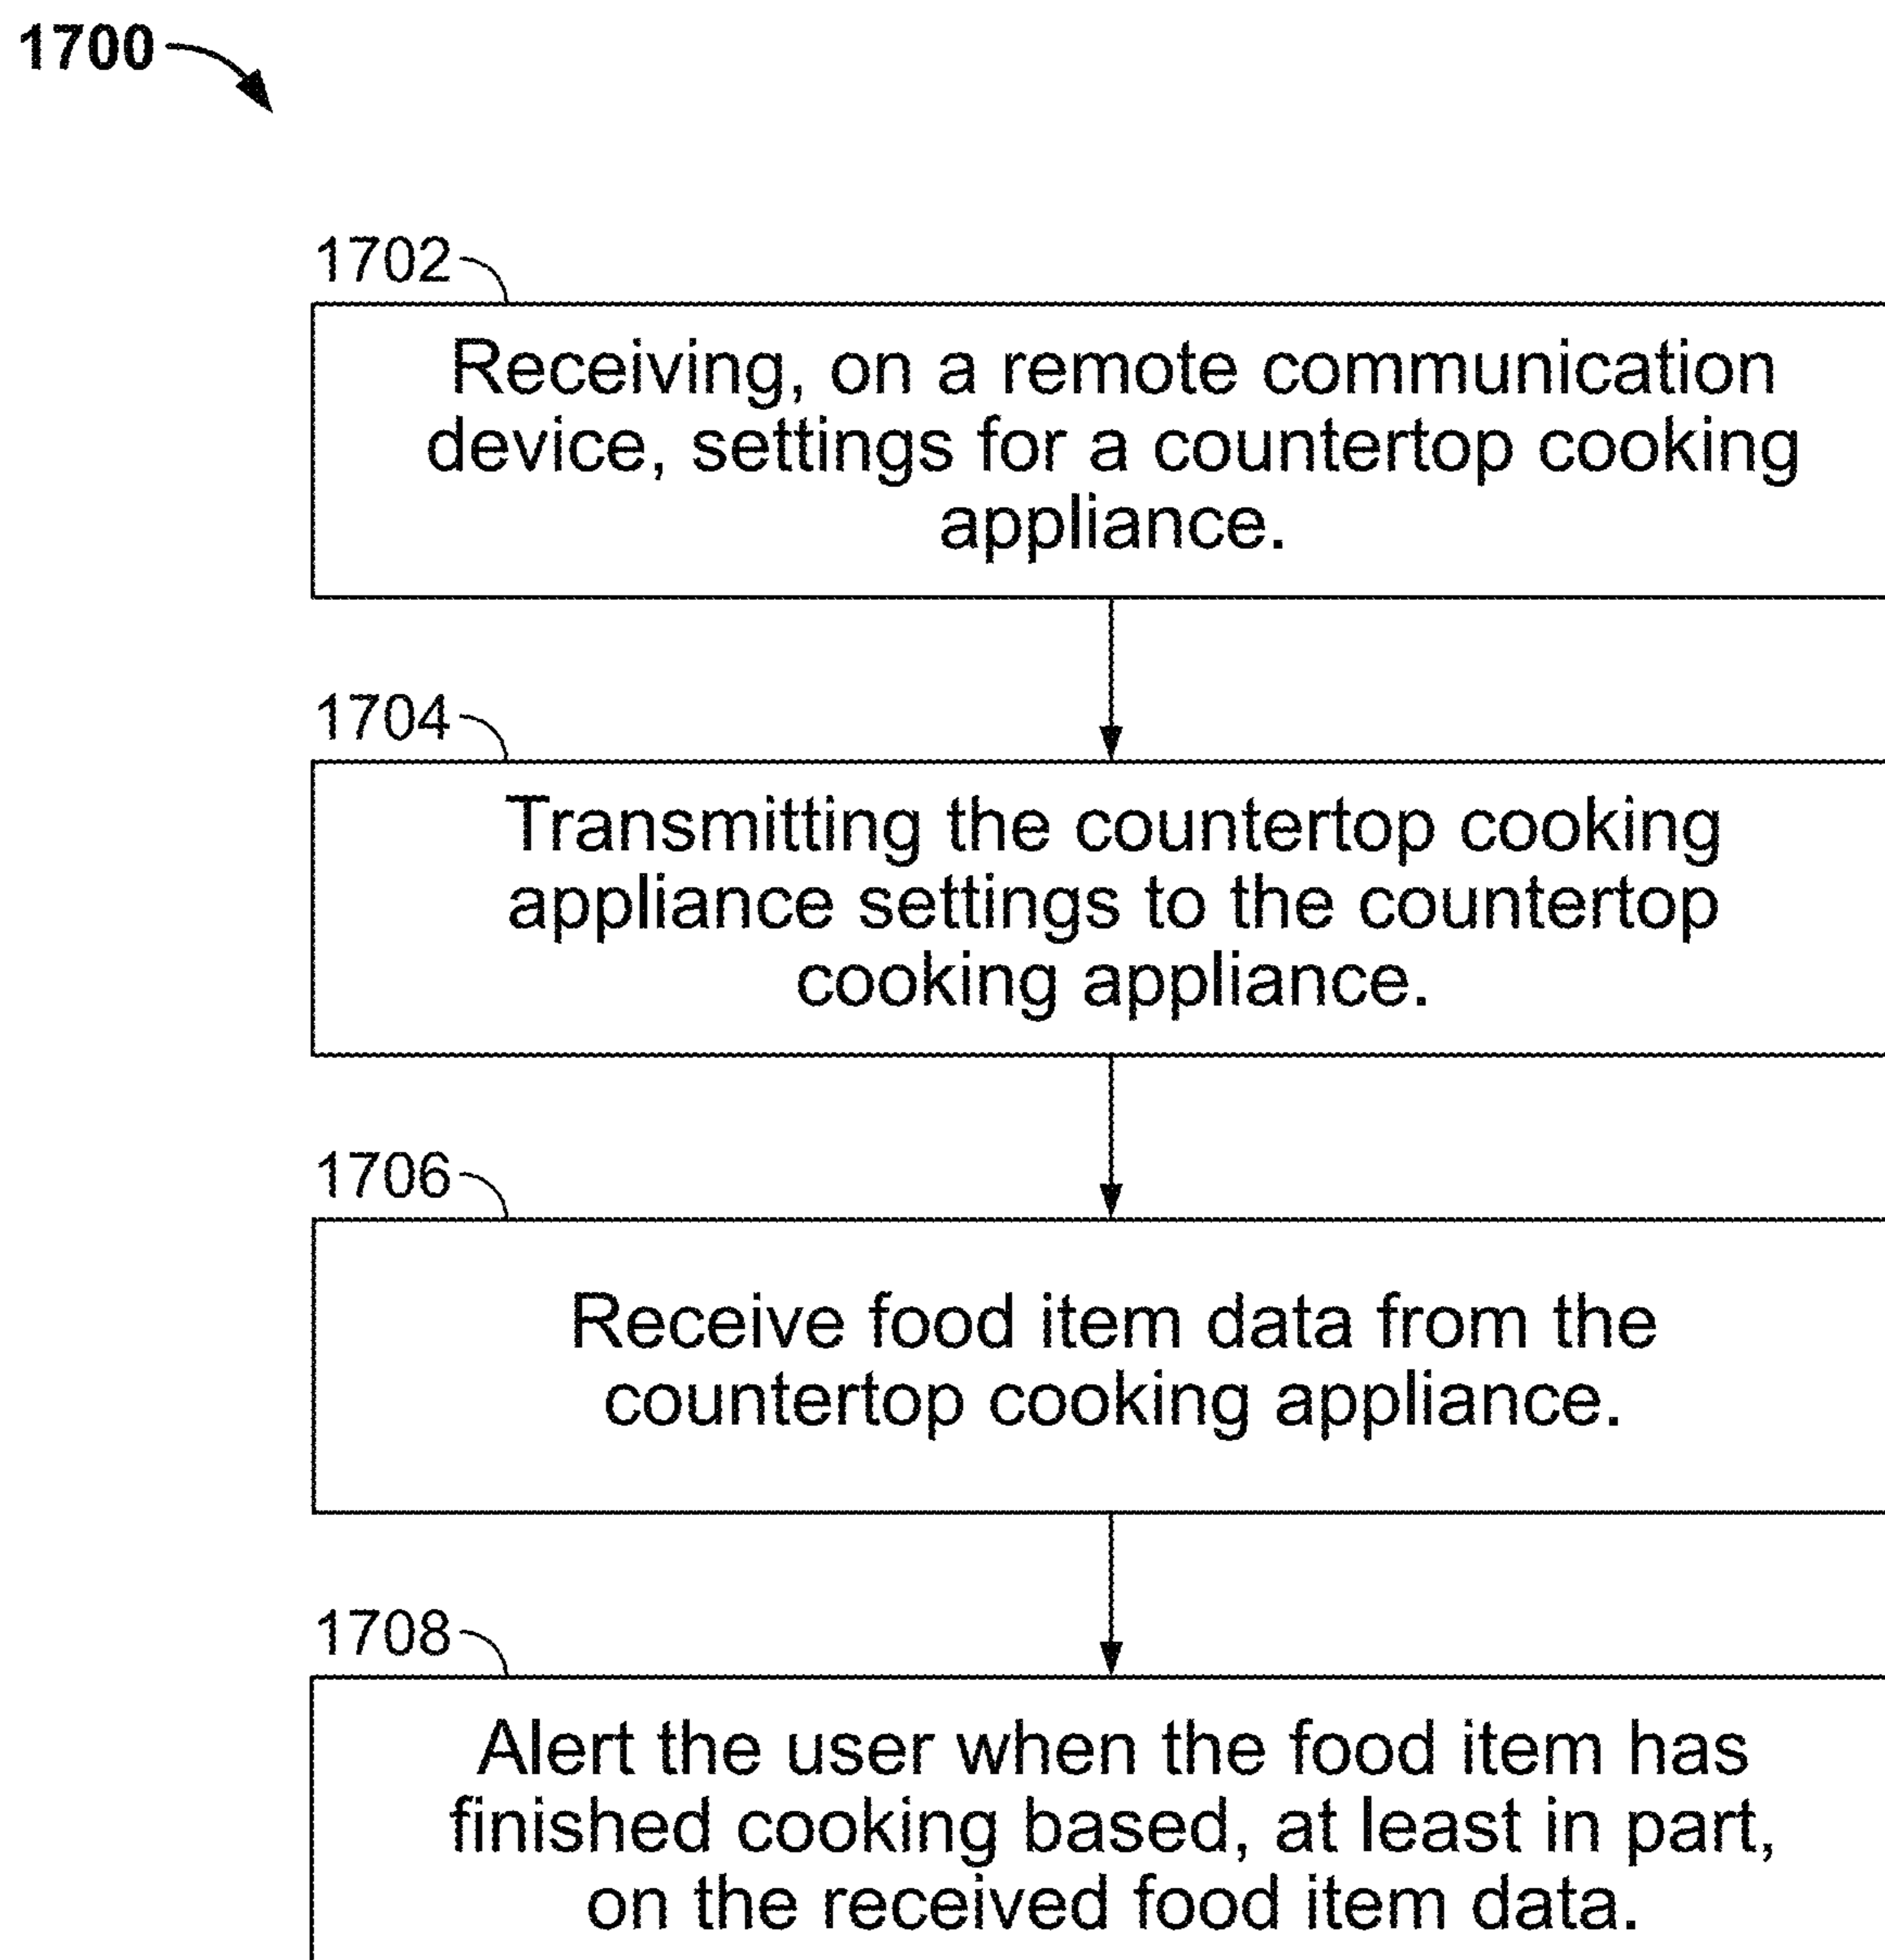 1700
1702
Receiving, on a remote communication
device, settings for a countertop cooking
appliance.
1704
Transmitting the countertop cooking
appliance settings to the countertop
cooking appliance.
1706
Receive food item data from the
countertop cooking appliance.
1708
Alert the user when the food item has
finished cooking based, at least in part,
on the received food item data.